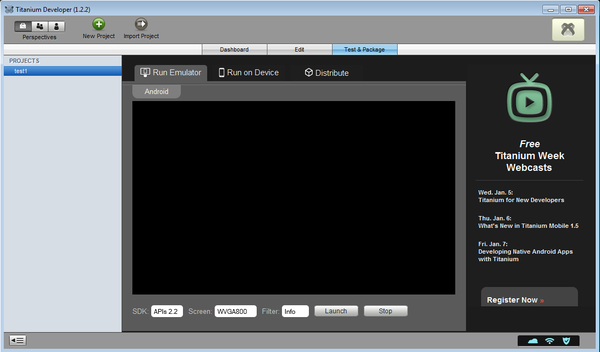 Titanium Developer (1.2.2)
Perspectives
New Project
Import Project
Dashboard
Edit
Test & Package
PROJECTS
test1
Run Emulator
Run on Device
Distribute
Android
Free
Titanium Week
Webcasts
Wed. Jan. 5:
Titanium for New Developers
Thu. Jan. 6:
What's New in Titanium Mobile 1.5
Fri. Jan. 7:
Developing Native Android Apps
with Titanium
Register Now »
SDK: APIs 2.2 Screen: WVGA800 Filter: Info Launch Stop